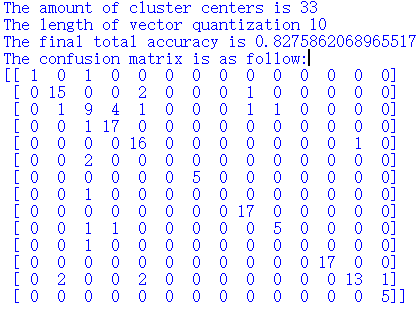 The amount of cluster centers is 33
The length of vector quantization 10
The final total accuracy is 0.8275862068965517
The confusion matrix is as follow:
[[ 1 0 1 0 0 0 0 0 0 0 0 0 0 0]
[ 0 15 0 0 2 0 0 0 1 0 0 0 0 0]
[ 0 1 9 4 1 0 0 0 1 1 0 0 0 0]
[ 0 0 1 17 0 0 0 0 0 0 0 0 0 0]
[ 0 0 0 0 16 0 0 0 0 0 0 0 1 0]
[ 0 0 2 0 0 0 0 0 0 0 0 0 0 0]
[ 0 0 0 0 0 0 5 0 0 0 0 0 0 0]
[ 0 0 1 0 0 0 0 0 0 0 0 0 0 0]
[ 0 0 0 0 0 0 0 0 17 0 0 0 0 0]
[ 0 0 1 1 0 0 0 0 0 5 0 0 0 0]
[ 0 0 1 0 0 0 0 0 0 0 0 0 0 0]
[ 0 0 0 0 0 0 0 0 0 0 0 17 0 0]
[ 0 2 0 0 2 0 0 0 0 0 0 0 13 1]
[ 0 0 0 0 0 0 0 0 0 0 0 0 0 5]]